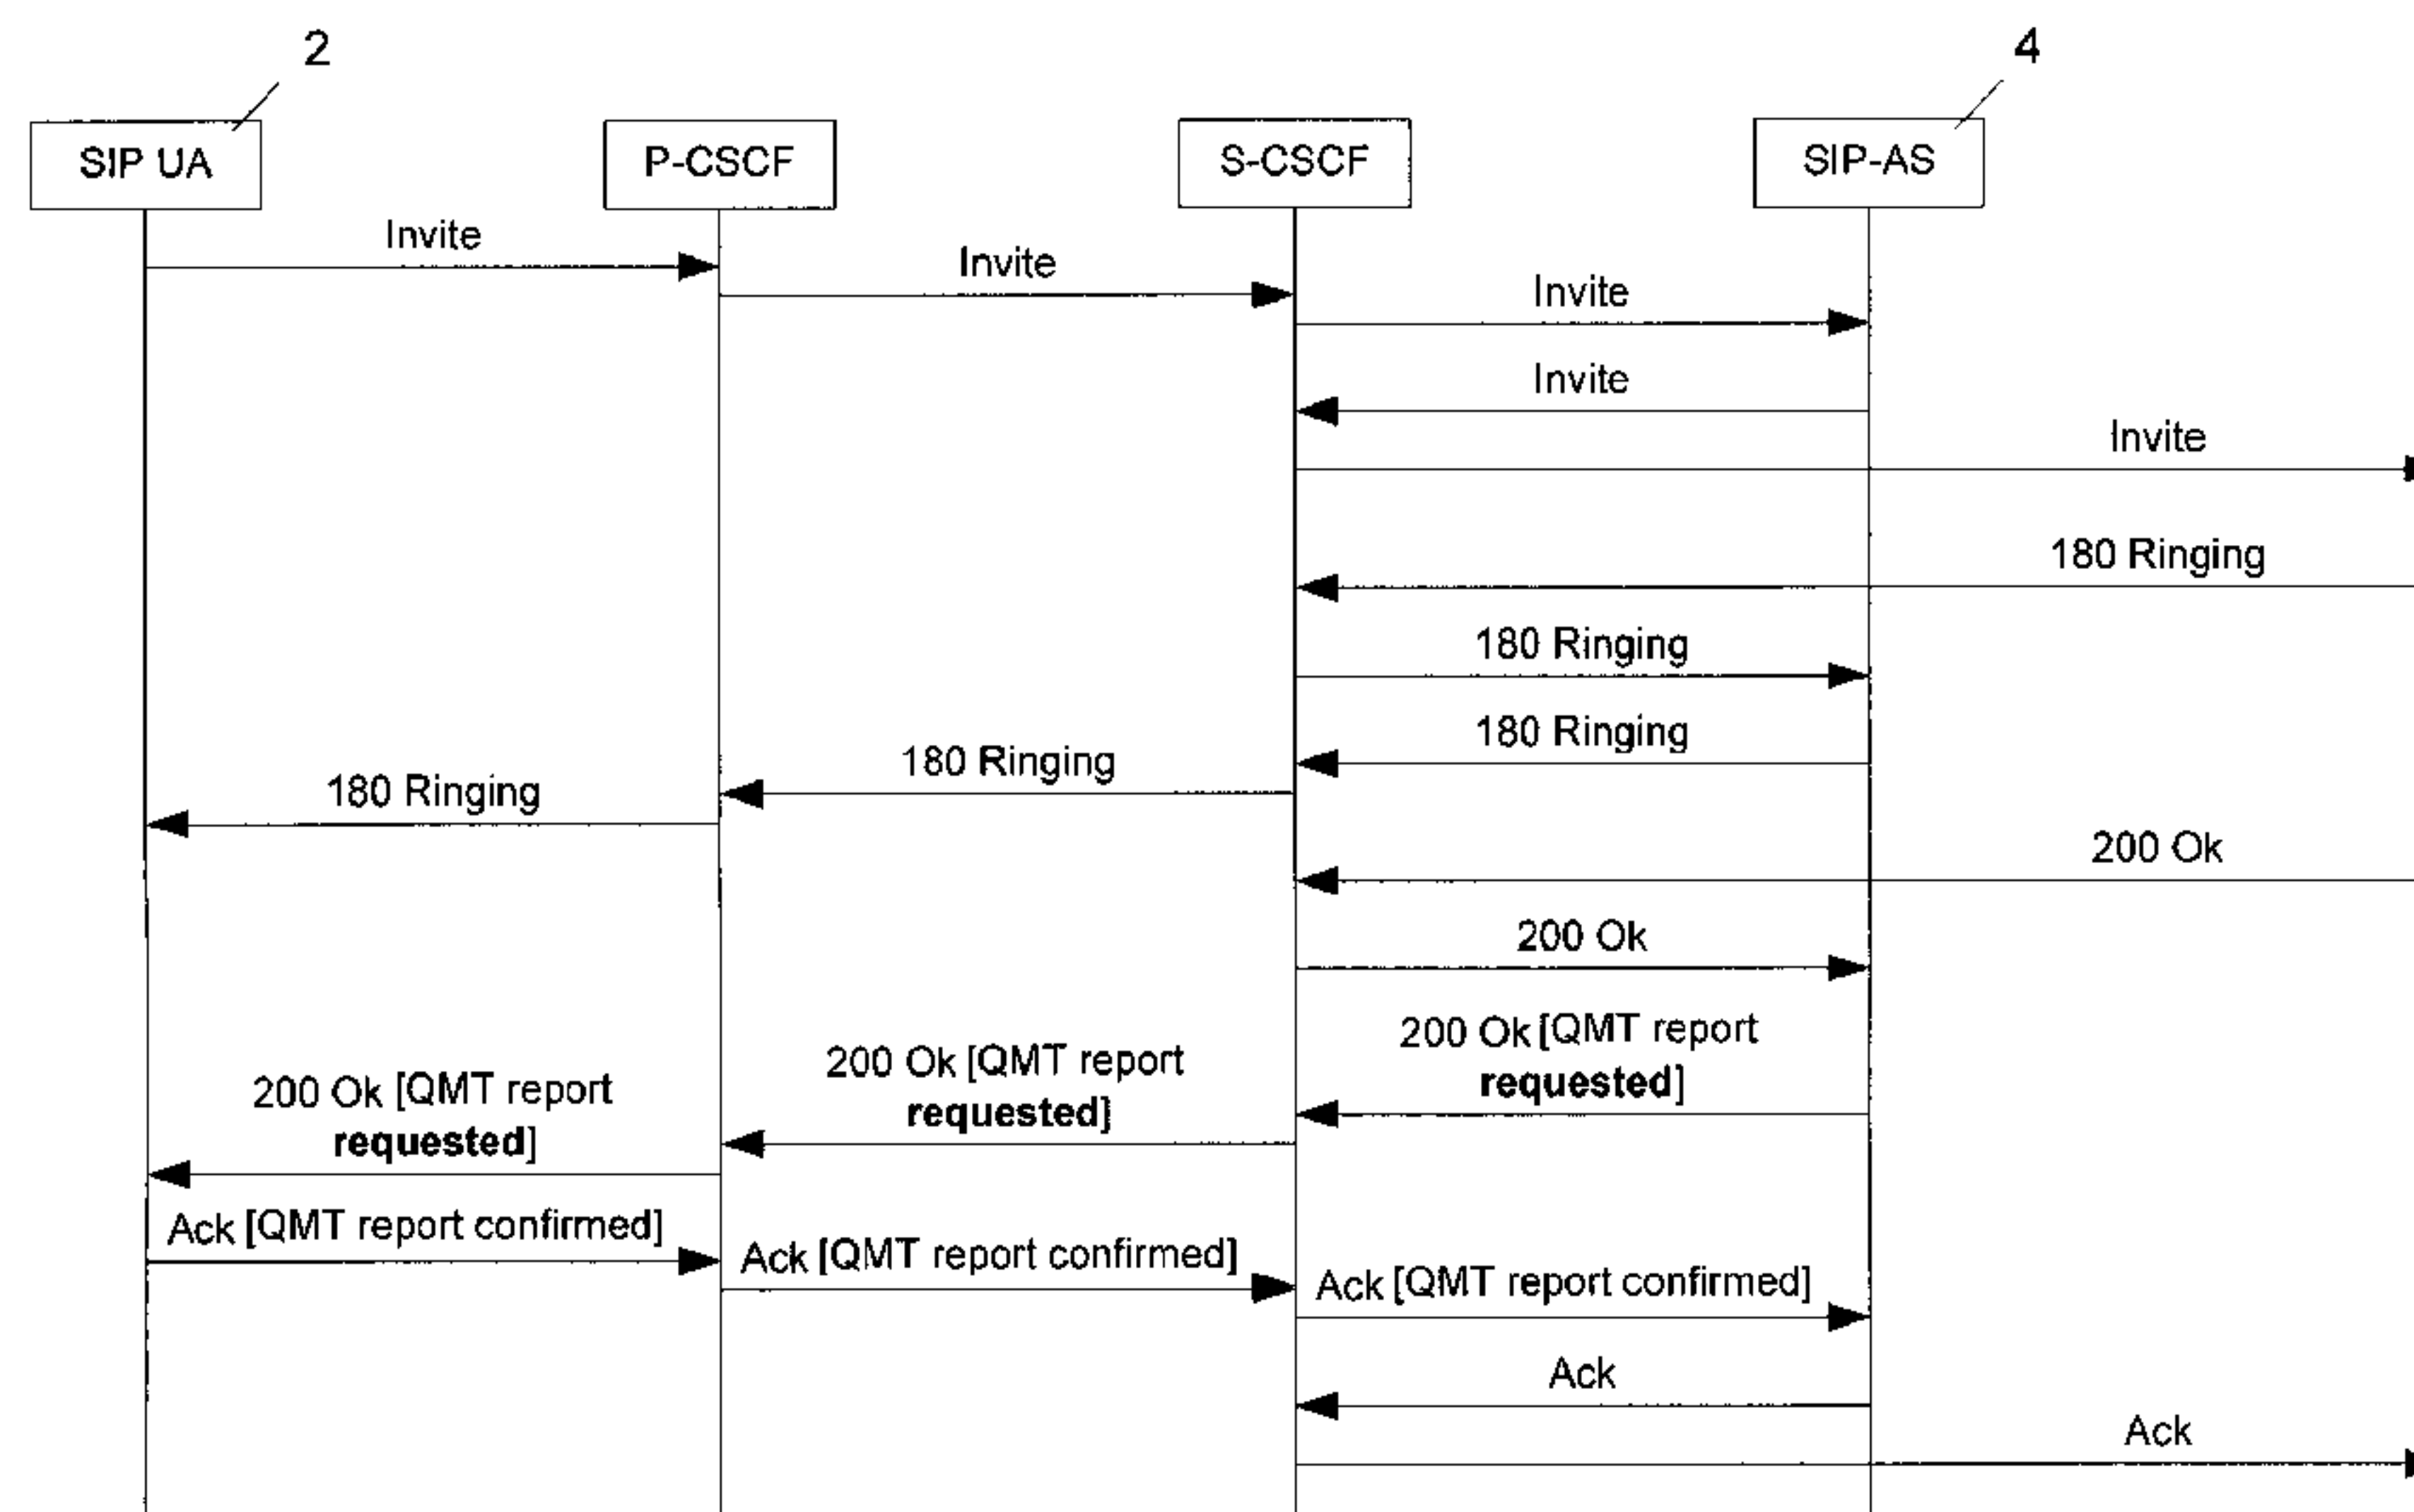 2
4
SIP UA
P-CSCF
S-CSCF
SIP-AS
Invite
Invite
Invite
Invite
Invite
180 Ringing
180 Ringing
180 Ringing
180 Ringing
180 Ringing
200 Ok
200 Ok
200 Ok [QMT report
requested]
200 Ok [QMT report
requested]
200 Ok [QMT report
requested]
Ack [QMT report confirmed]
Ack [QMT report confirmed]
Ack [QMT report confirmed]
Ack
Ack